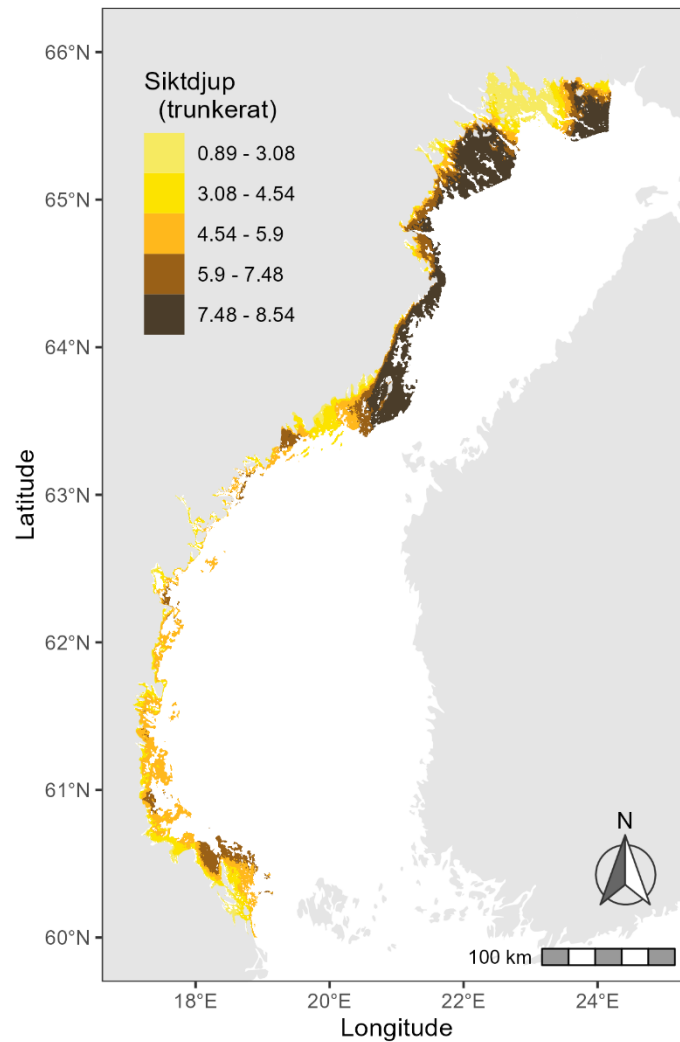 Siktdjup
(trunkerat)
0.89 - 3.08
3.08 - 4.54
4.54 - 5.9
5.9 - 7.48
7.48 - 8.54
66°N
65°N
64°N
63°N
62°N
61°N
60°N
Latitude
N
100 km
18°E 20°E 22°E 24°E
Longitude